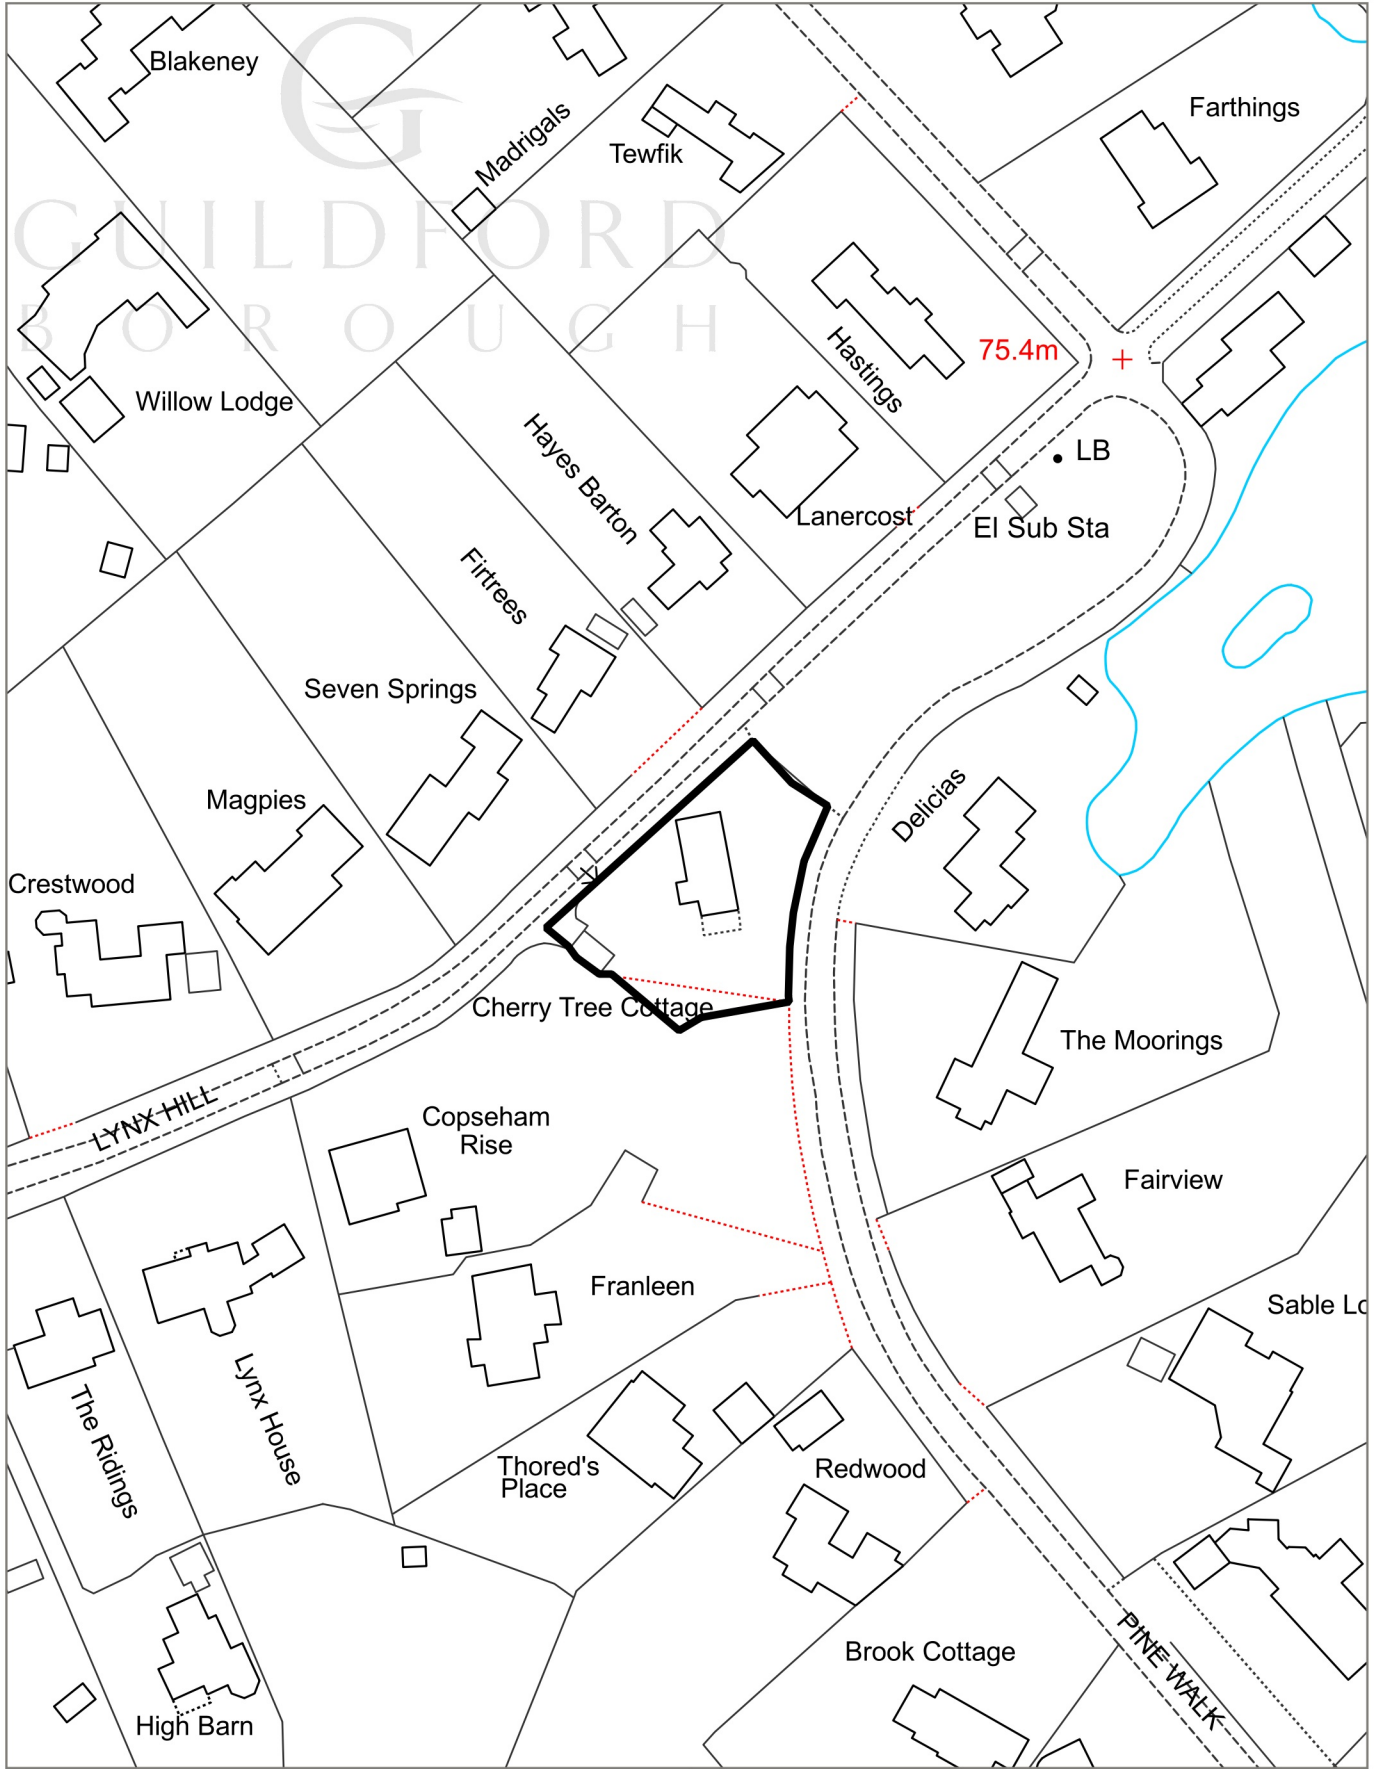 Blakeney
Madrigals
Tewfik
Farthings
GUILDFORD
BOROUGH
Willow Lodge
Hastings
75.4m
Hayes Barton
LB
Lanercost
El Sub Sta
Firtrees
Seven Springs
Magpies
Delicias
Crestwood
Cherry Tree Cottage
The Moorings
LYNX HILL
Copseham
Rise
Fairview
Franleen
Sable Lo
Lynx House
The Ridings
Thored's
Place
Redwood
Brook Cottage
PINE WALK
High Barn